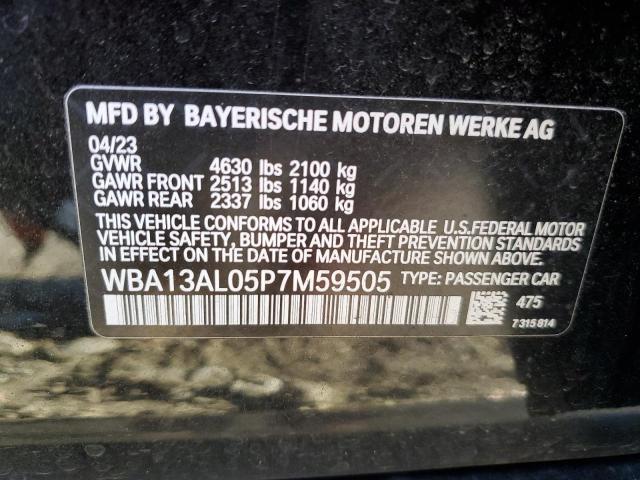 MFD BY BAYERISCHE MOTOREN WERKE AG
04/23
GVWR 4630 lbs 2100 kg
GAWR FRONT 2513 lbs 1140 kg
GAWR REAR 2337 lbs 1060 kg
THIS VEHICLE CONFORMS TO ALL APPLICABLE U.S.FEDERAL MOTOR
VEHICLE SAFETY, BUMPER AND THEFT PREVENTION STANDARDS
IN EFFECT ON THE DATE OF MANUFACTURE SHOWN ABOVE.
WBA13AL05P7M59505 TYPE: PASSENGER CAR
475
7315814